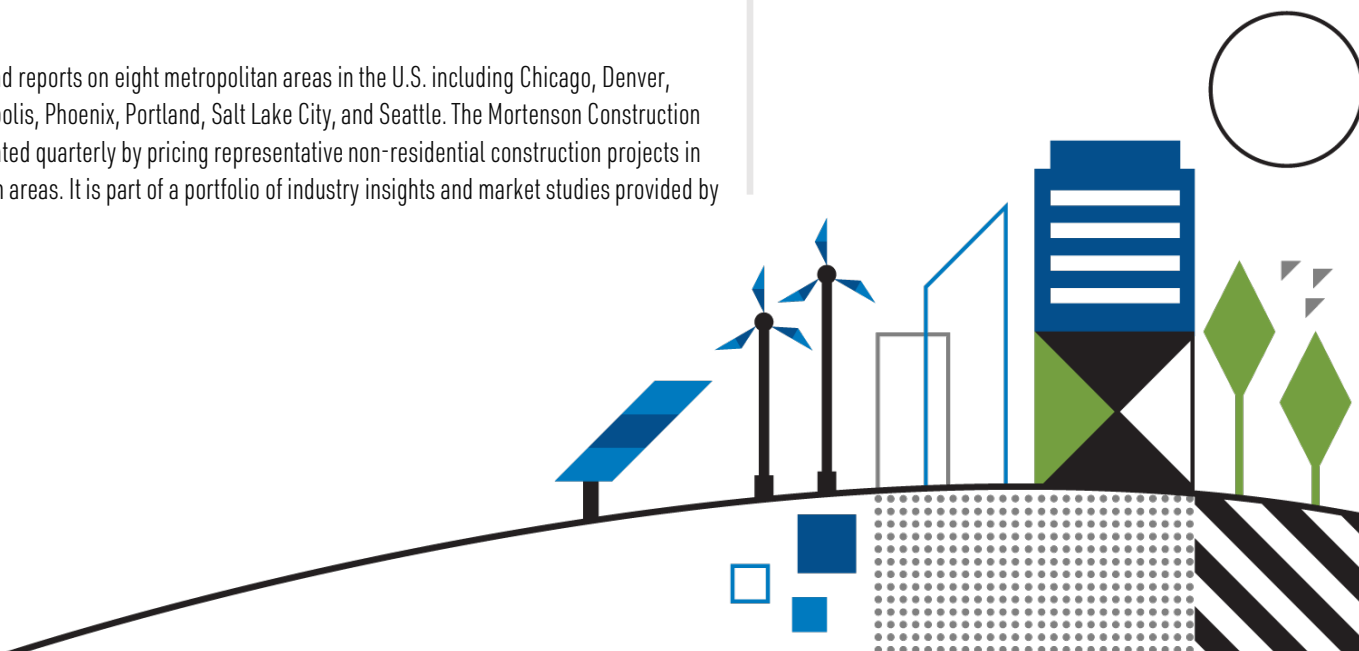 reports on eight metropolitan areas in the U.S. including Chicago, Denver,
Phoenix, Portland, Salt Lake City, and Seattle. The Mortenson Construction
quarterly by pricing representative non-residential construction projects in
areas. It is part of a portfolio of industry insights and market studies provided by